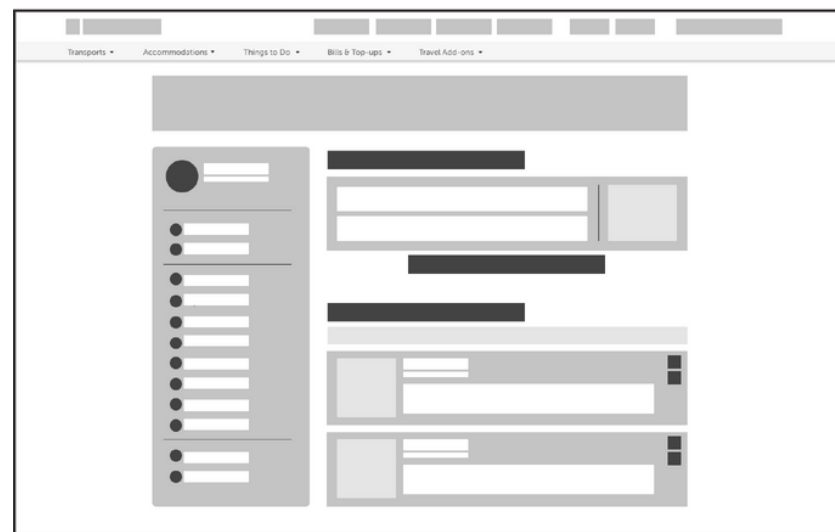 Transports ▾ Accommodations ▾ Things to Do ▾ Bills & Top-ups ▾ Travel Add-ons ▾